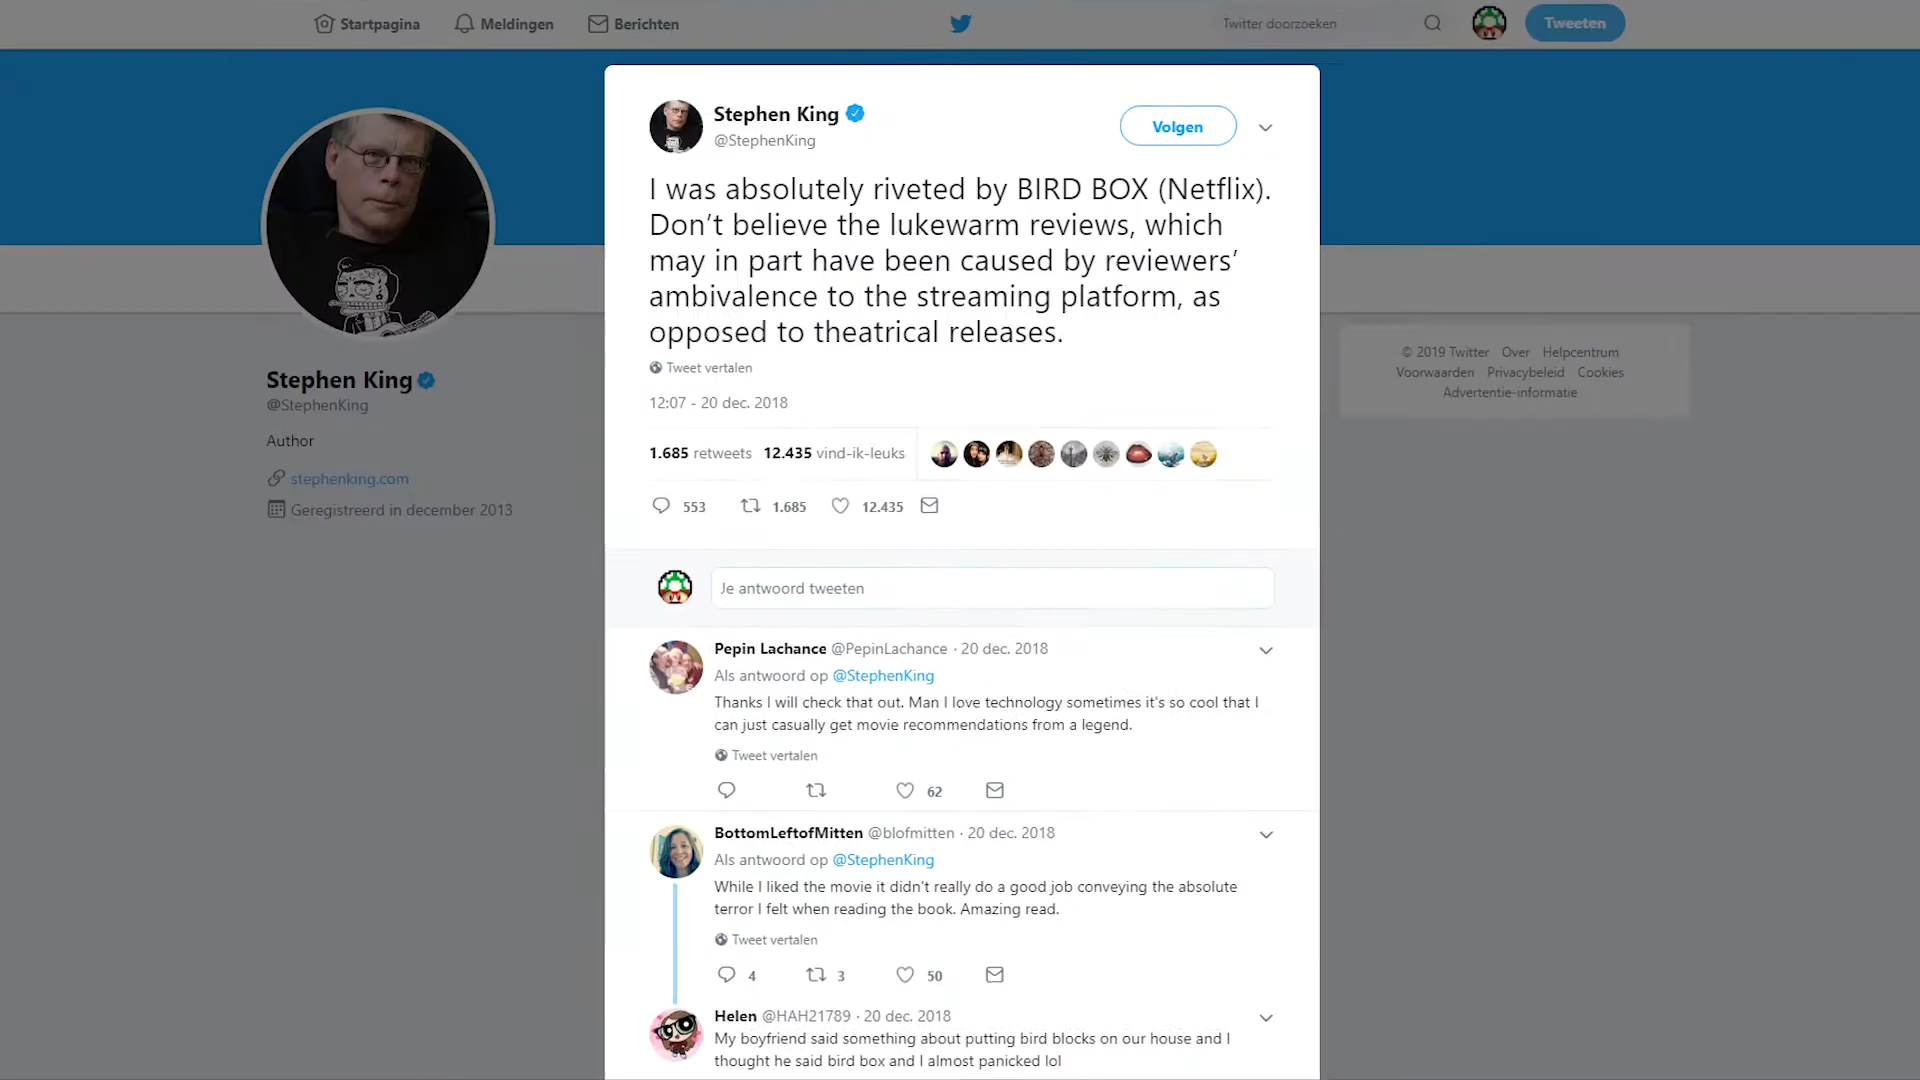 Startpagina Meldingen Berichten Twitter doorzoeken Tweeten
Stephen King
@StephenKing
Volgen
I was absolutely riveted by BIRD BOX (Netflix).
Don’t believe the lukewarm reviews, which
may in part have been caused by reviewers’
ambivalence to the streaming platform, as
opposed to theatrical releases.
Tweet vertalen
12:07 - 20 dec. 2018
1.685 retweets 12.435 vind-ik-leuks
553 1.685 12.435
Je antwoord tweeten
Pepin Lachance @PepinLachance · 20 dec. 2018
Als antwoord op @StephenKing
Thanks I will check that out. Man I love technology sometimes it's so cool that I
can just casually get movie recommendations from a legend.
Tweet vertalen
62
BottomLeftofMitten @blofmitten · 20 dec. 2018
Als antwoord op @StephenKing
While I liked the movie it didn't really do a good job conveying the absolute
terror I felt when reading the book. Amazing read.
Tweet vertalen
4 3 50
Helen @HAH21789 · 20 dec. 2018
My boyfriend said something about putting bird blocks on our house and I
thought he said bird box and I almost panicked lol
Stephen King
@StephenKing
Author
stephenking.com
Geregistreerd in december 2013
© 2019 Twitter Over Helpcentrum
Voorwaarden Privacybeleid Cookies
Advertentie-informatie